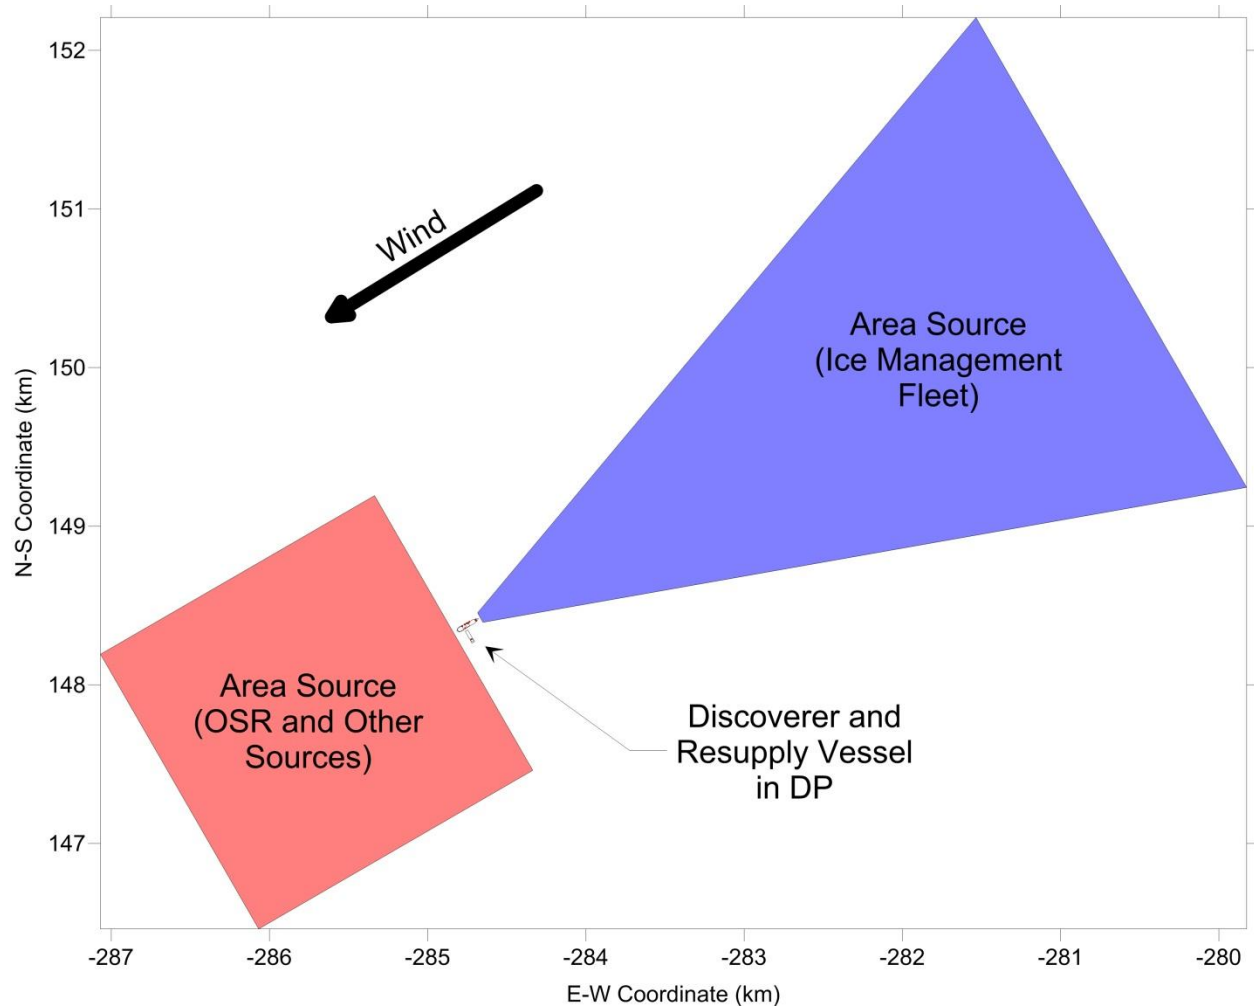 152
151
150
149
148
147
N-S Coordinate (km)
Wind
Area Source
(Ice Management
Fleet)
Area Source
(OSR and Other
Sources)
Discoverer and
Resupply Vessel
in DP
-287 -286 -285 -284 -283 -282 -281 -280
E-W Coordinate (km)